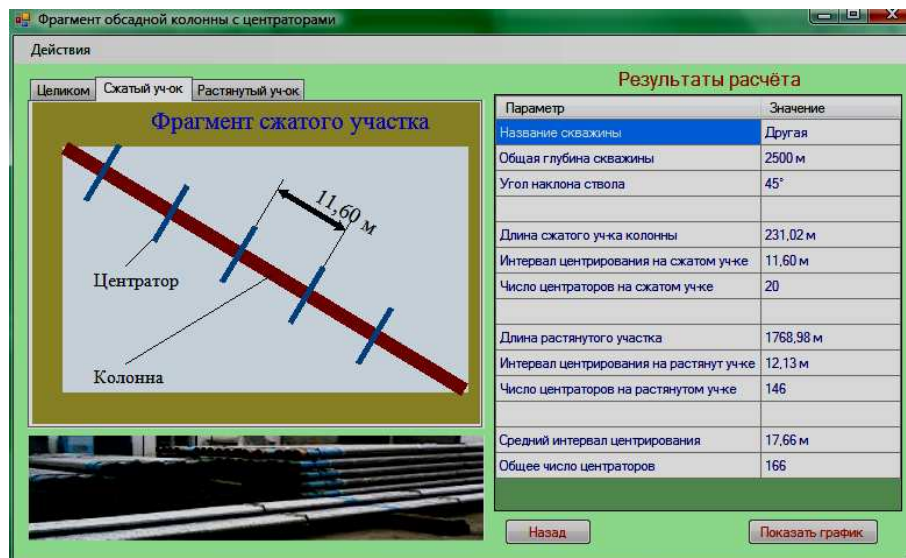 Фрагмент обсадной колонны с центраторами
Действия
Целиком Сжатый уч-ок Растянутый уч-ок
Фрагмент сжатого участка
11,60 м
Центратор
Колонна
Результаты расчёта
Параметр Значение
Название скважины Другая
Общая глубина скважины 2500 м
Угол наклона ствола 45°
Длина сжатого уч-ка колонны 231,02 м
Интервал центрирования на сжатом уч-ке 11,60 м
Число центраторов на сжатом уч-ке 20
Длина растянутого участка 1768,98 м
Интервал центрирования на растянут уч-ке 12,13 м
Число центраторов на растянутом уч-ке 146
Средний интервал центрирования 17,66 м
Общее число центраторов 166
Назад Показать график